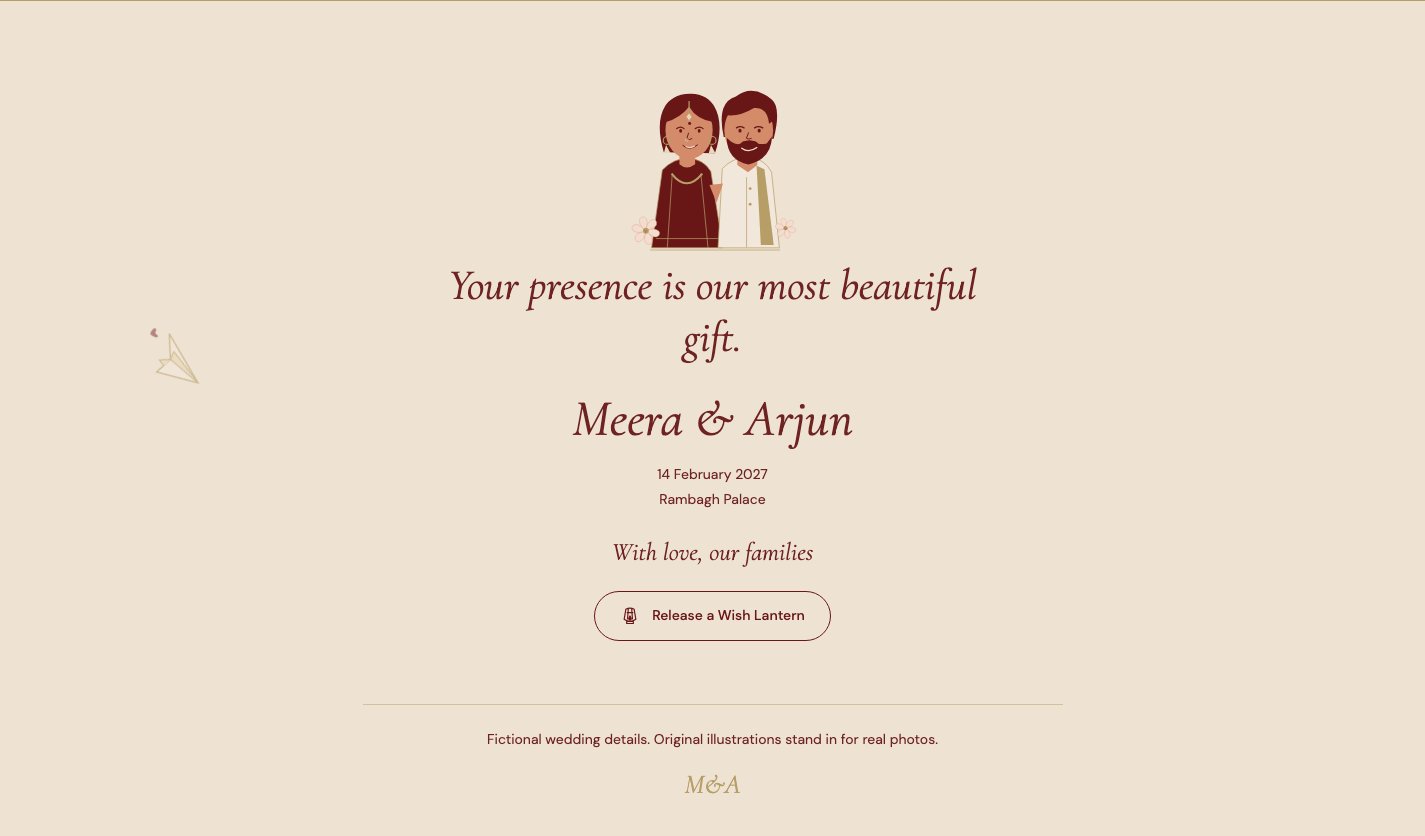 Your presence is our most beautiful
gift.
Meera & Arjun
14 February 2027
Rambagh Palace
With love, our families
Release a Wish Lantern
Fictional wedding details. Original illustrations stand in for real photos.
M&A